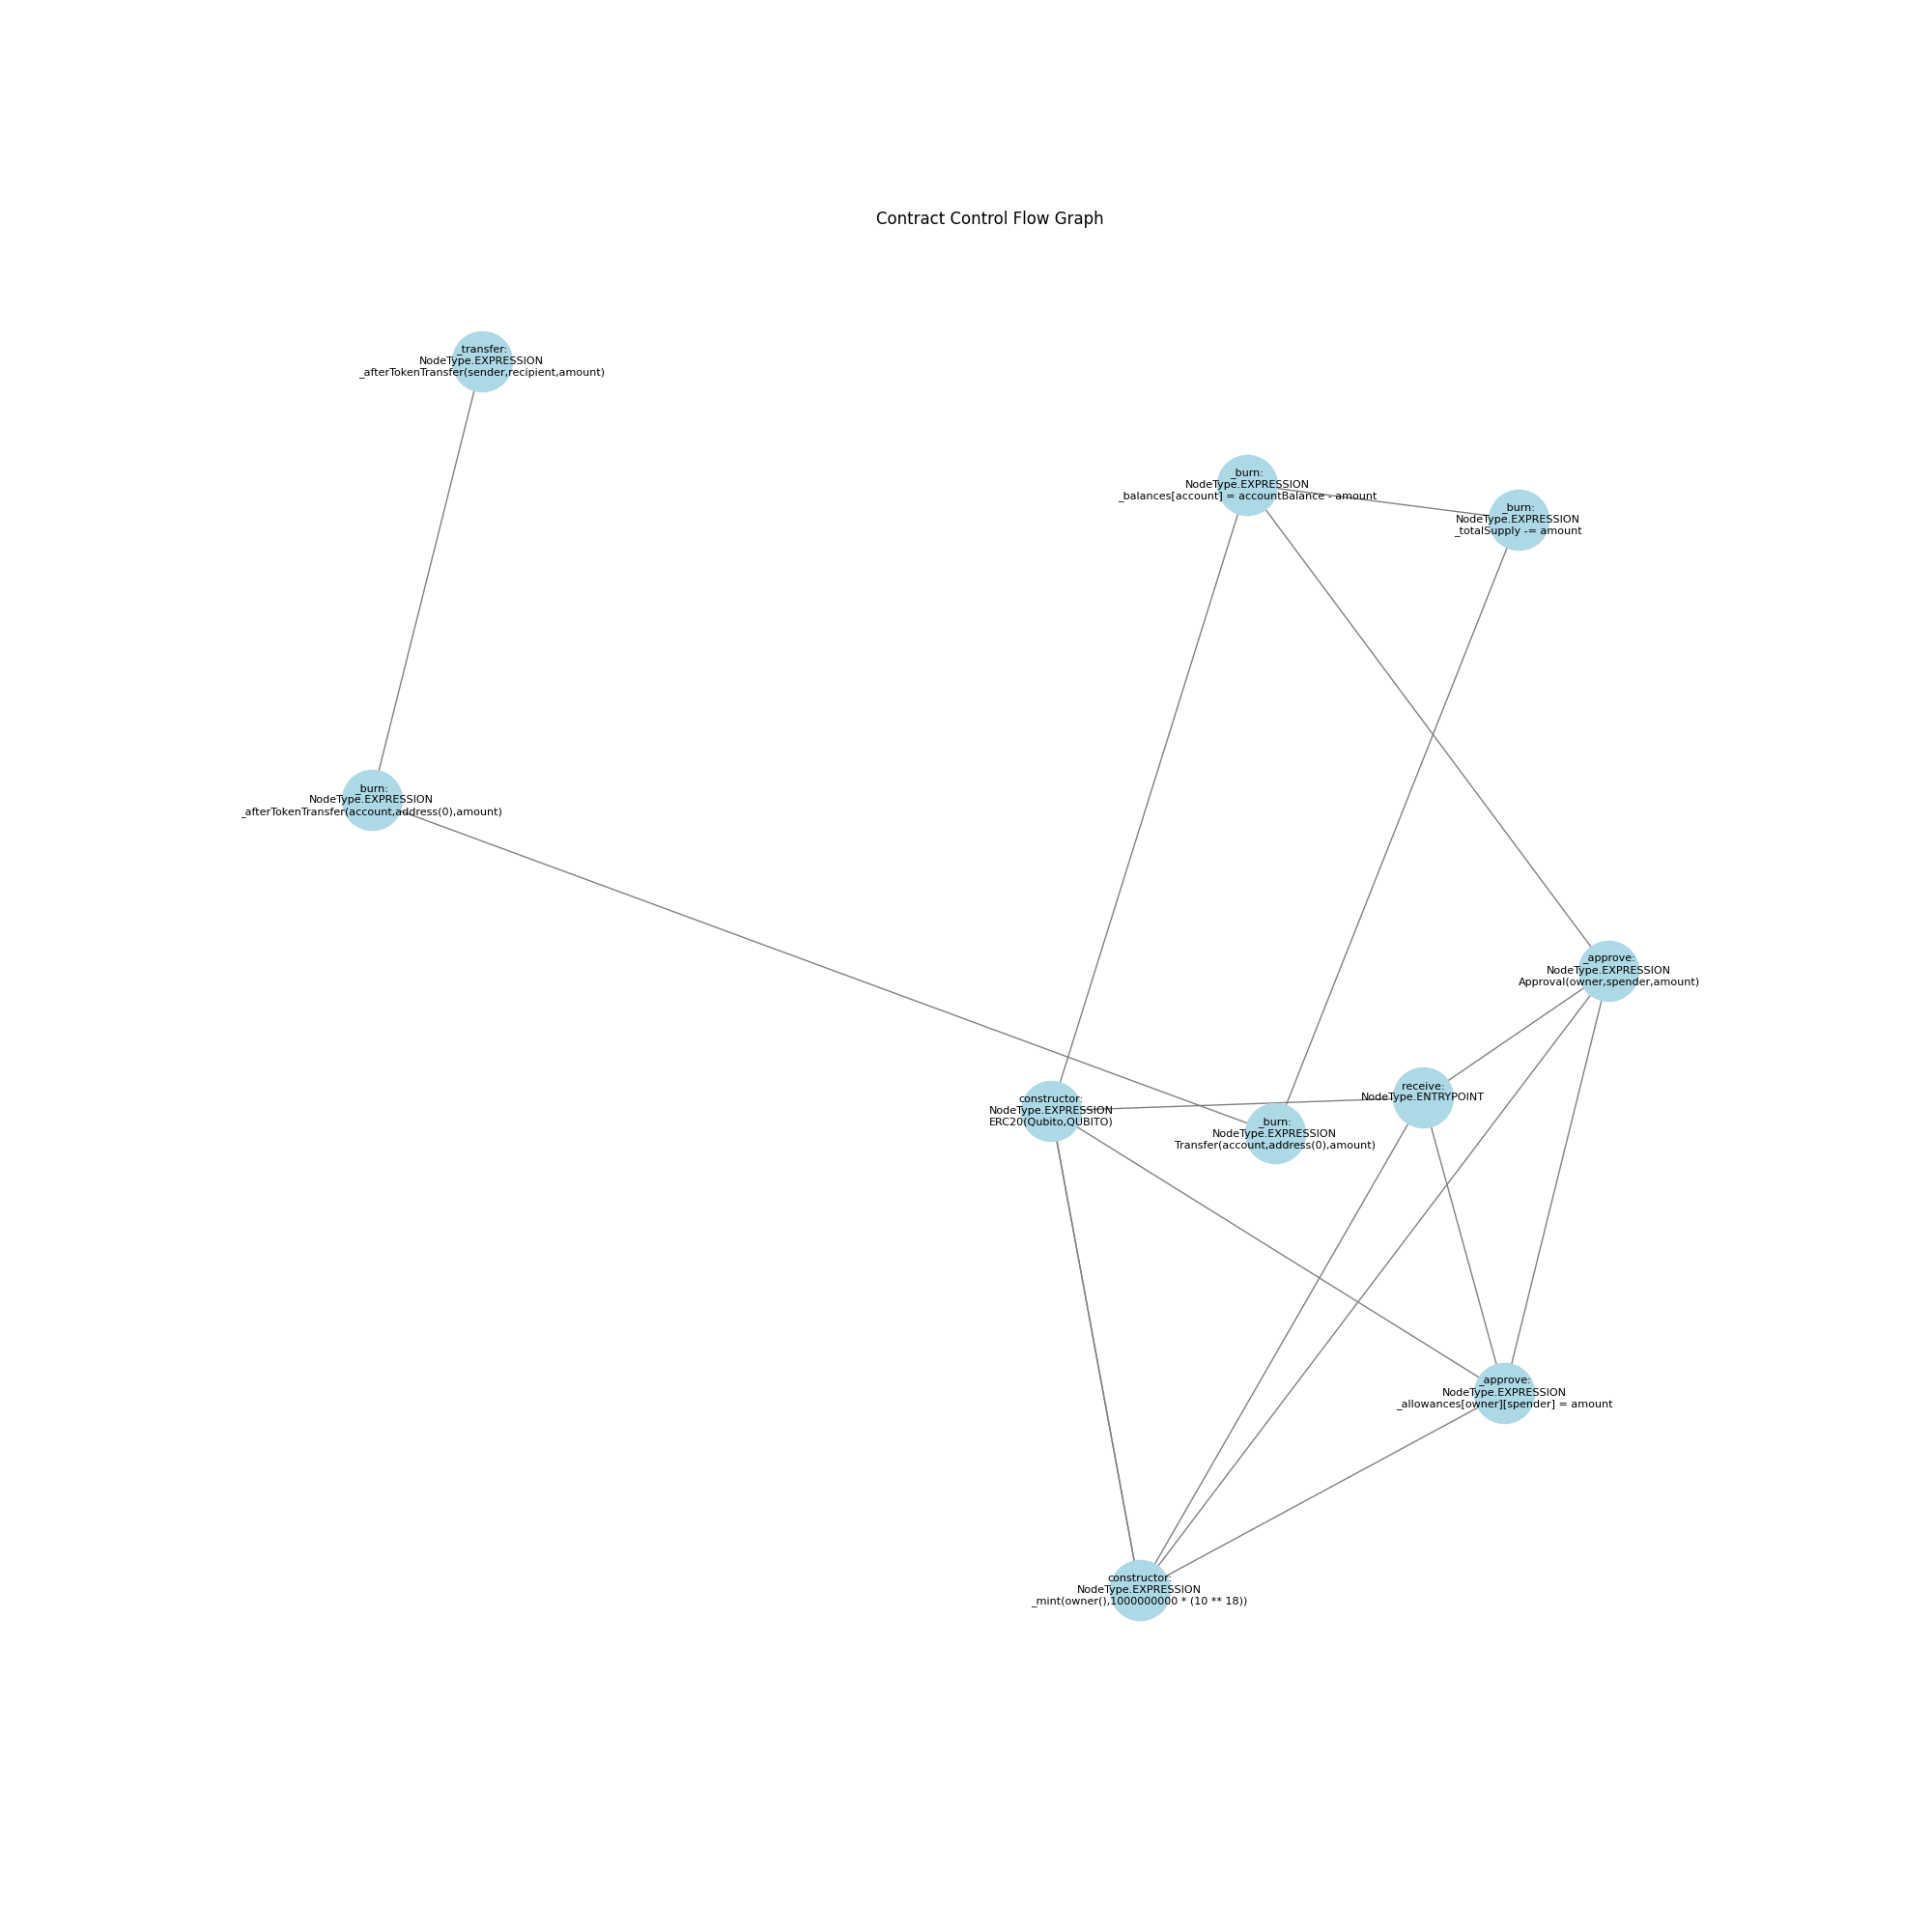 Contract Control Flow Graph
_transfer:
NodeType.EXPRESSION
_afterTokenTransfer(sender,recipient,amount)
_burn:
NodeType.EXPRESSION
_balances[account] = accountBalance - amount
_burn:
NodeType.EXPRESSION
_totalSupply -= amount
_burn:
NodeType.EXPRESSION
_afterTokenTransfer(account,address(0),amount)
_approve:
NodeType.EXPRESSION
Approval(owner,spender,amount)
receive:
NodeType.ENTRYPOINT
constructor:
NodeType.EXPRESSION
ERC20(Qubito,QUBITO)
_burn:
NodeType.EXPRESSION
Transfer(account,address(0),amount)
_approve:
NodeType.EXPRESSION
_allowances[owner][spender] = amount
constructor:
NodeType.EXPRESSION
_mint(owner(),1000000000 * (10 ** 18))